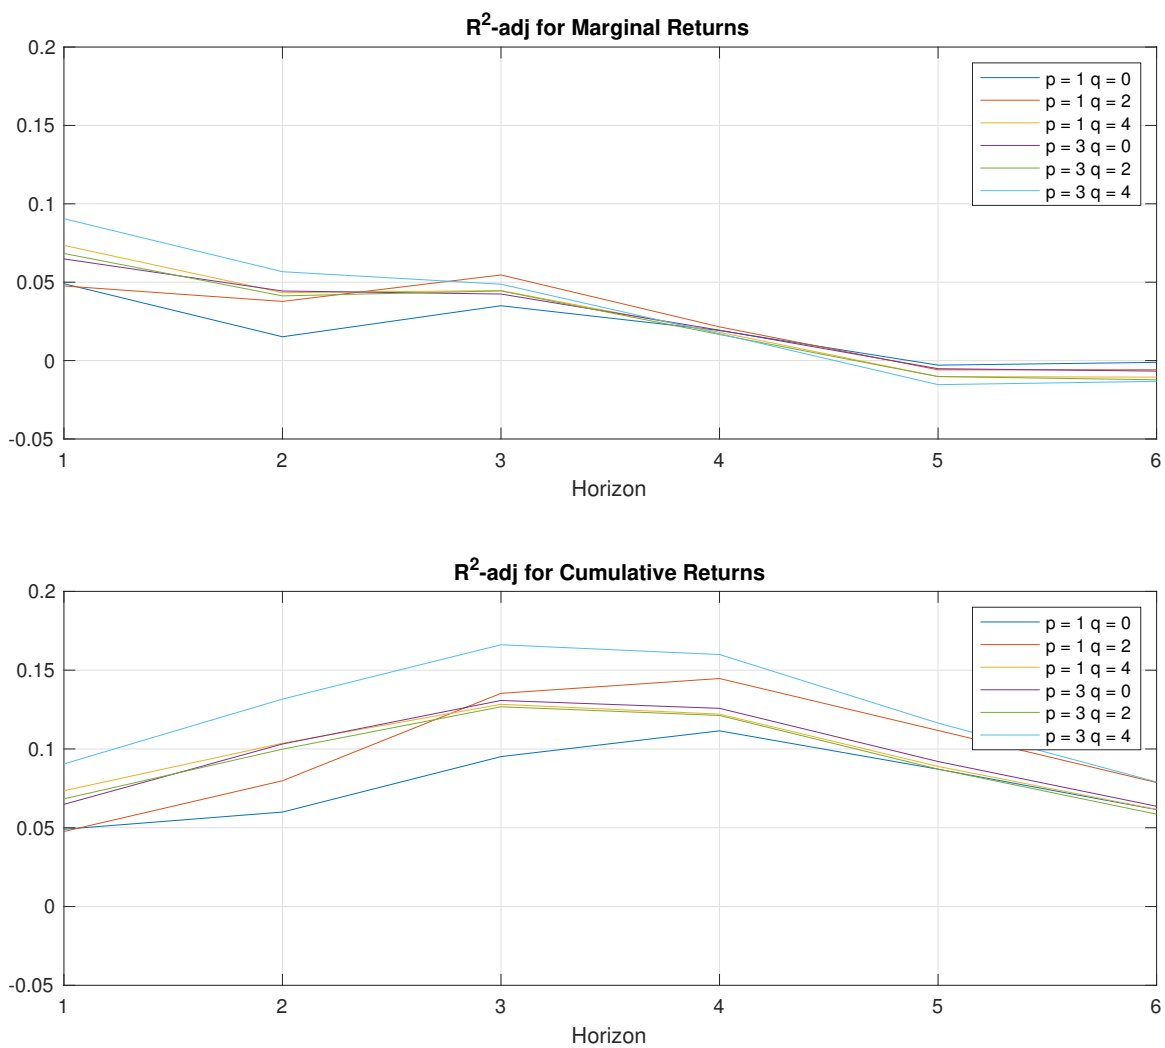 R²-adj for Marginal Returns
0.2
0.15
0.1
0.05
0
-0.05
p = 1 q = 0
p = 1 q = 2
p = 1 q = 4
p = 3 q = 0
p = 3 q = 2
p = 3 q = 4
1 2 3 4 5 6
Horizon
R²-adj for Cumulative Returns
0.2
0.15
0.1
0.05
0
-0.05
p = 1 q = 0
p = 1 q = 2
p = 1 q = 4
p = 3 q = 0
p = 3 q = 2
p = 3 q = 4
1 2 3 4 5 6
Horizon